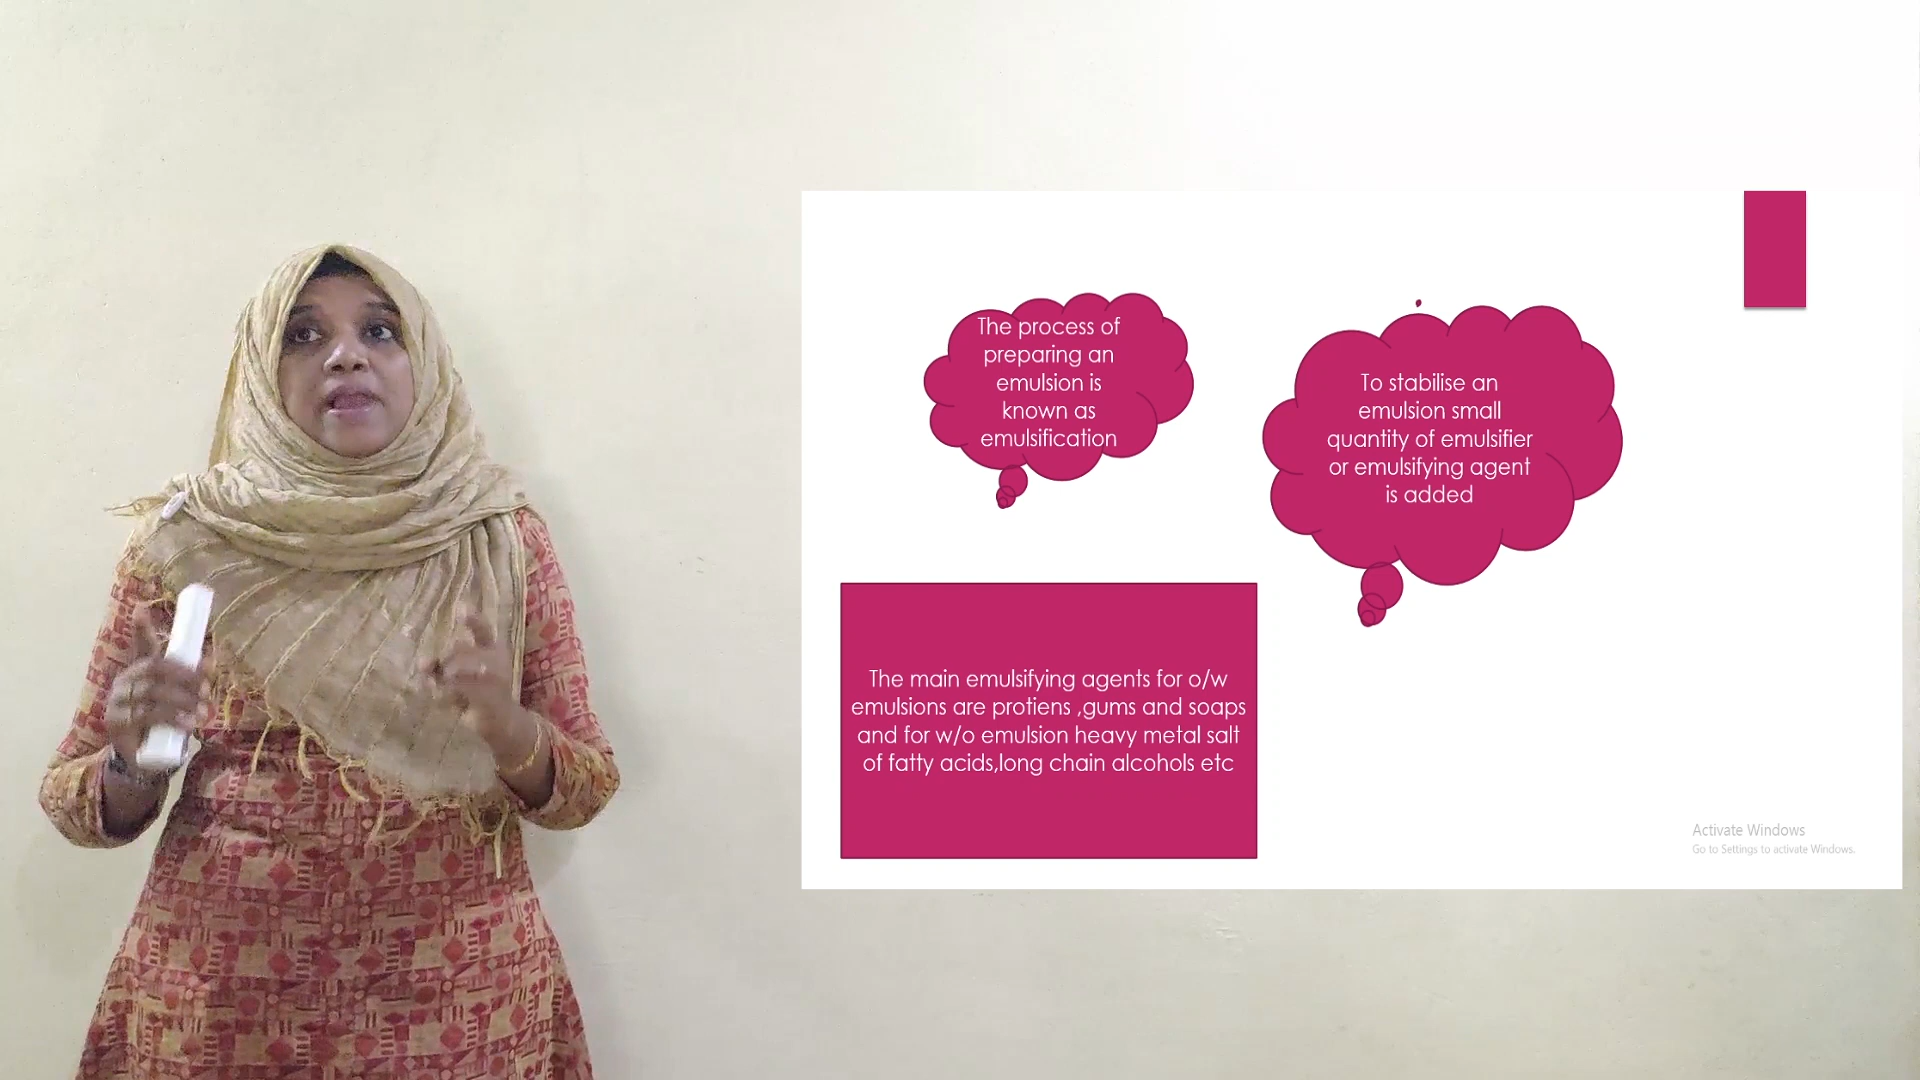 The process of
preparing an
emulsion is
known as
emulsification
To stabilise an
emulsion small
quantity of emulsifier
or emulsifying agent
is added
The main emulsifying agents for o/w
emulsions are protiens ,gums and soaps
and for w/o emulsion heavy metal salt
of fatty acids,long chain alcohols etc
Activate Windows
Go to Settings to activate Windows.